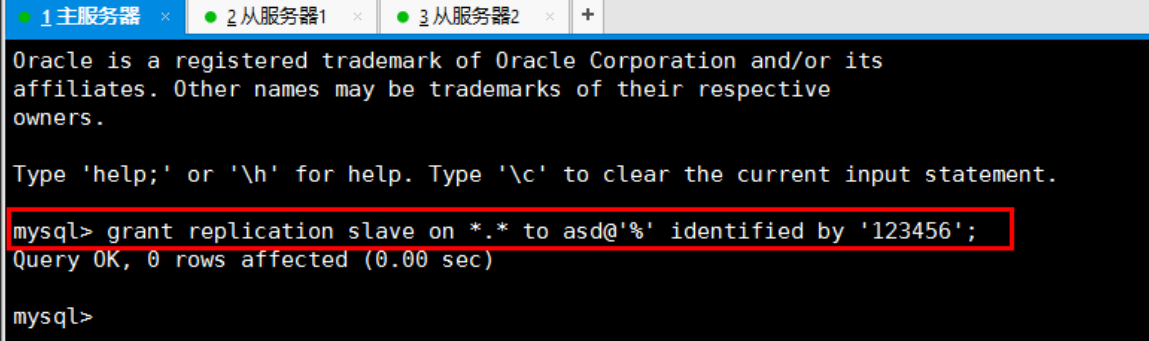 1 主服务器 × 2 从服务器1 × 3 从服务器2 × +
Oracle is a registered trademark of Oracle Corporation and/or its
affiliates. Other names may be trademarks of their respective
owners.
Type 'help;' or '\h' for help. Type '\c' to clear the current input statement.
mysql> grant replication slave on *.* to asd@'%' identified by '123456';
Query OK, 0 rows affected (0.00 sec)
mysql>